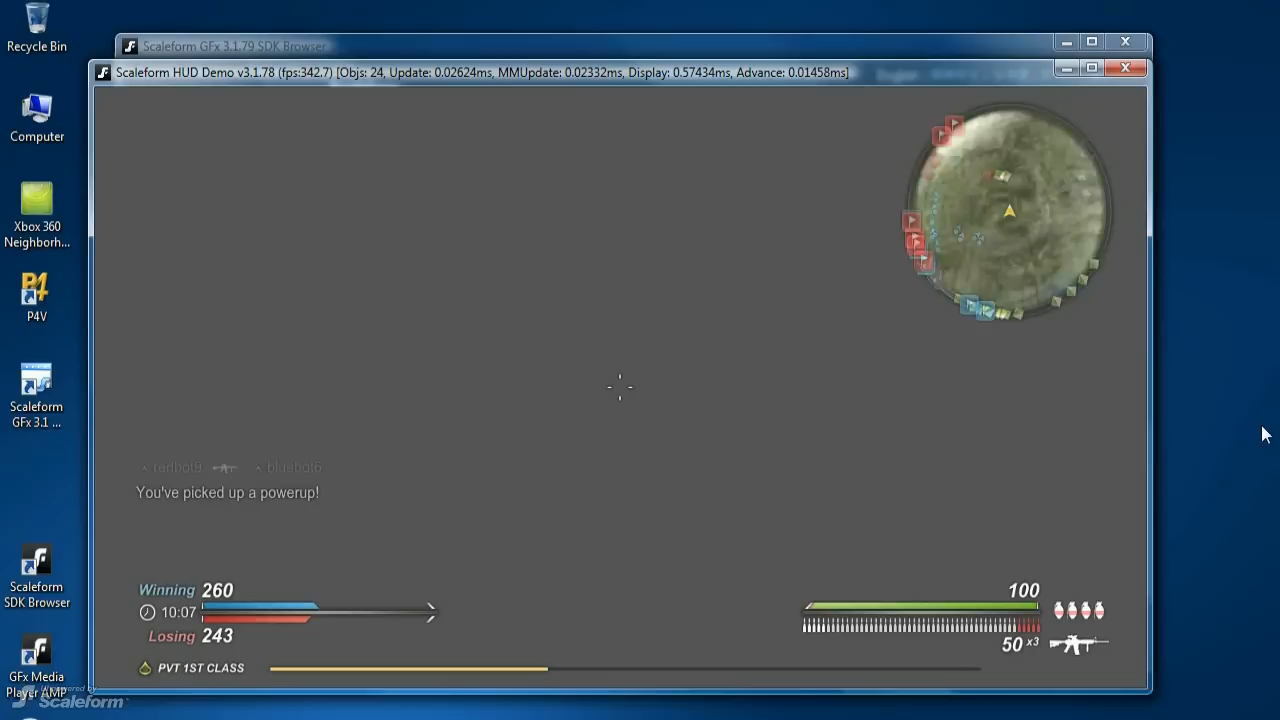 Recycle Bin
Computer
Xbox 360
Neighborh...
P4
P4V
Scaleform
GFx 3.1 ...
Scaleform
SDK Browser
GFx Media
Player AMP
Powered by
Scaleform
Scaleform GFx 3.1.79 SDK Browser
Scaleform HUD Demo v3.1.78 (fps:342.7) [Objs: 24, Update: 0.02624ms, MMUpdate: 0.02332ms, Display: 0.57434ms, Advance: 0.01458ms]
redbot9 bluebot6
You've picked up a powerup!
Winning 260
10:07
Losing 243
PVT 1ST CLASS
100
50 x3